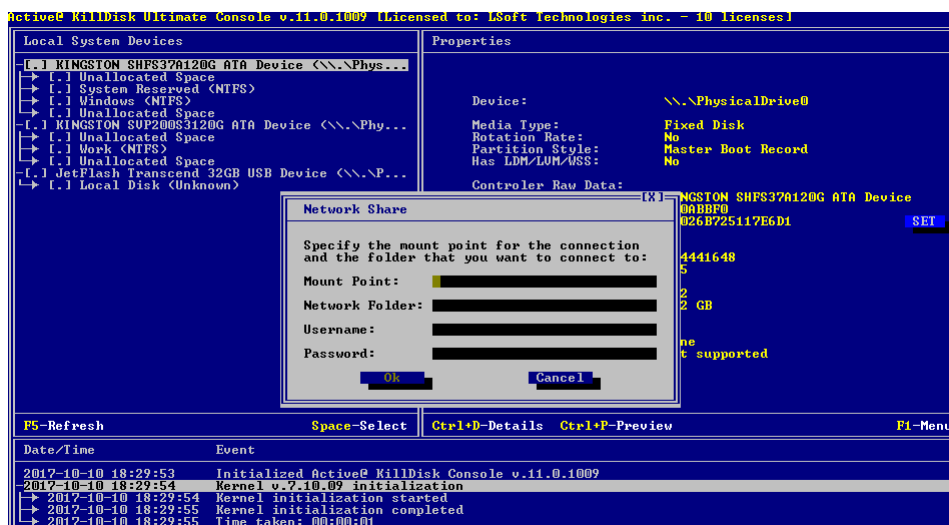 Active@ KillDisk Ultimate Console v.11.0.1009 [Licensed to: LSoft Technologies inc. - 10 licenses]
Local System Devices
Properties
-[.] KINGSTON SHFS37A120G ATA Device (\\.\Phys...
[.] Unallocated Space
[.] System Reserved (NTFS)
[.] Windows (NTFS)
[.] Unallocated Space
-[.] KINGSTON SVP200S3120G ATA Device (\\.\Phy...
[.] Unallocated Space
[.] Work (NTFS)
[.] Unallocated Space
-[.] JetFlash Transcend 32GB USB Device (\\.\P...
[.] Local Disk (Unknown)
Device: \\.\PhysicalDrive0
Media Type: Fixed Disk
Rotation Rate: No
Partition Style: Master Boot Record
Has LDM/LVM/WSS: No
Controler Raw Data:
NGSTON SHFS37A120G ATA Device
0ABBF0
026B725117E6D1 SET
4441648
5
2
2 GB
ne
t supported
[X]
Network Share
Specify the mount point for the connection
and the folder that you want to connect to:
Mount Point:
Network Folder:
Username:
Password:
Ok Cancel
F5-Refresh Space-Select
Ctrl+D-Details Ctrl+P-Preview F1-Menu
Date/Time Event
2017-10-10 18:29:53 Initialized Active@ KillDisk Console v.11.0.1009
-2017-10-10 18:29:54 Kernel v.7.10.09 initialization
2017-10-10 18:29:54 Kernel initialization started
2017-10-10 18:29:55 Kernel initialization completed
2017-10-10 18:29:55 Time taken: 00:00:01